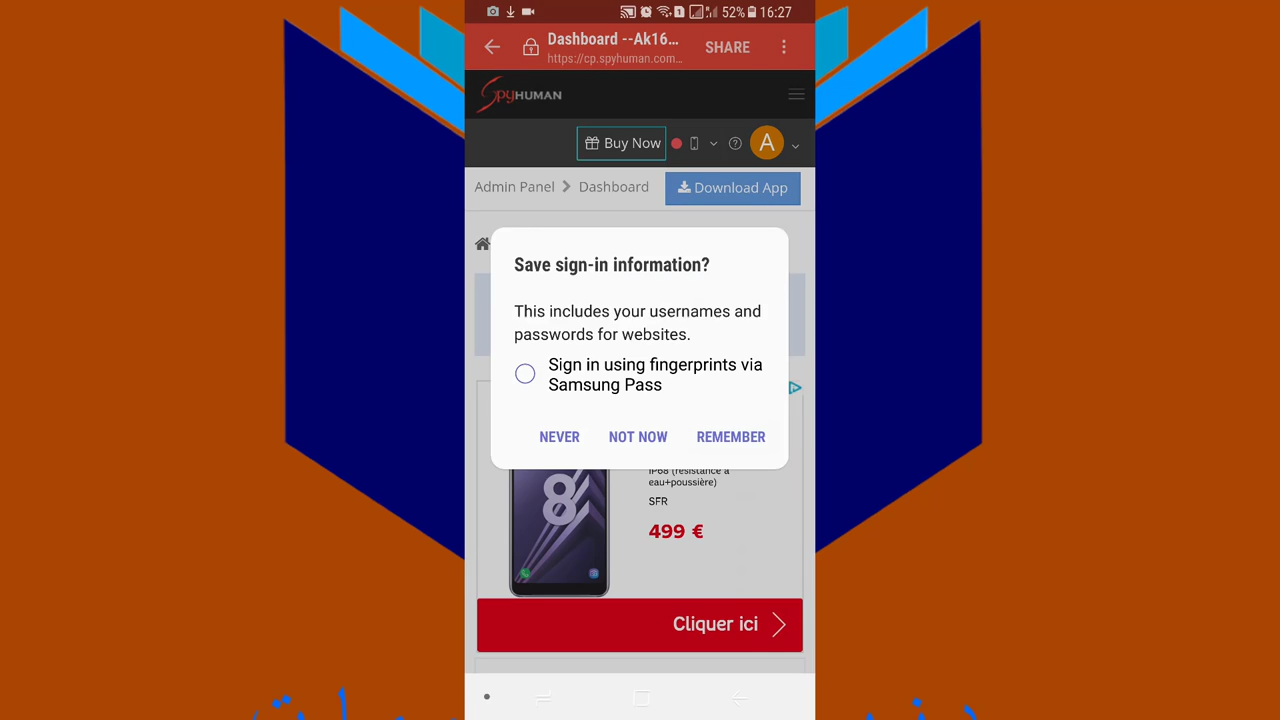 52% 16:27
Dashboard --Ak16...
https://cp.spyhuman.com...
SHARE
SpyHUMAN
Buy Now
A
Admin Panel
Dashboard
Download App
Save sign-in information?
This includes your usernames and
passwords for websites.
Sign in using fingerprints via
Samsung Pass
NEVER
NOT NOW
REMEMBER
IP68 (résistance à
eau+poussière)
SFR
499 €
8
Cliquer ici